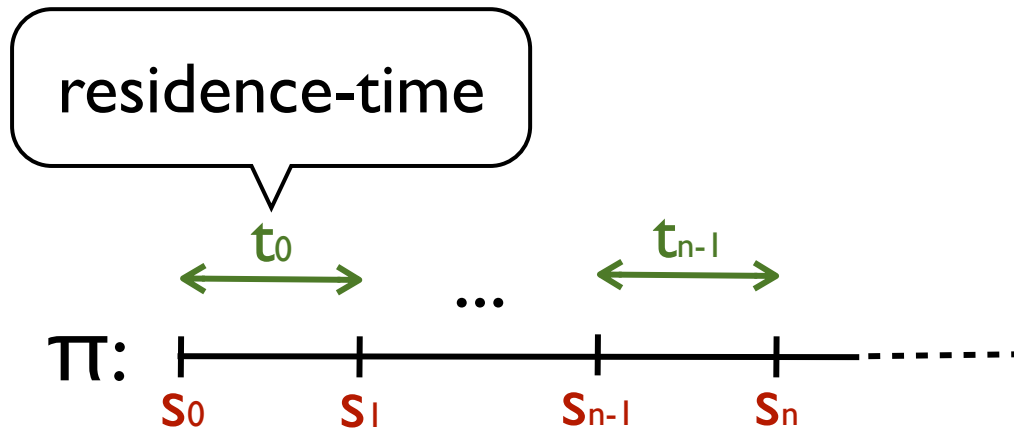 residence-time
t0 tn-1
...
π:
s0 s1 sn-1 sn